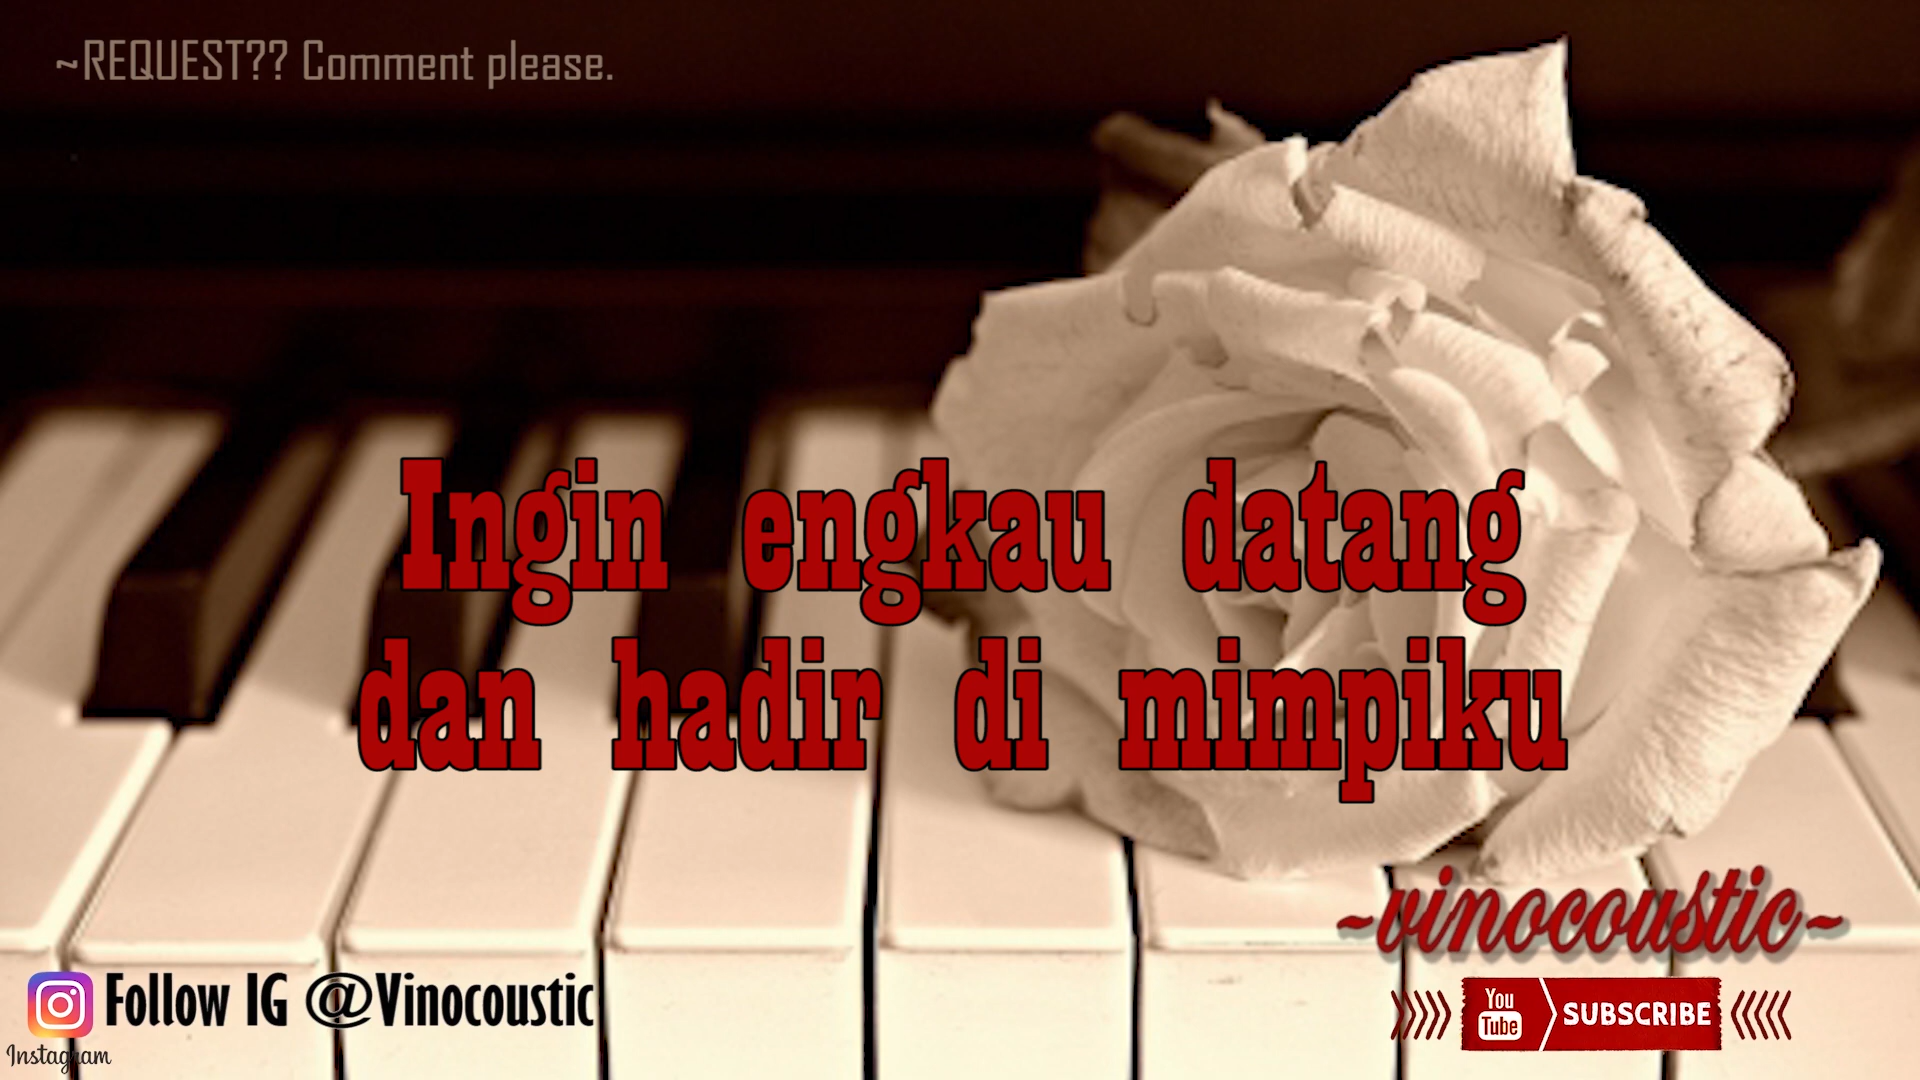 ~REQUEST?? Comment please.
Ingin engkau datang
dan hadir di mimpiku
~vinocoustic~
Follow IG @Vinocoustic
You Tube SUBSCRIBE
Instagram